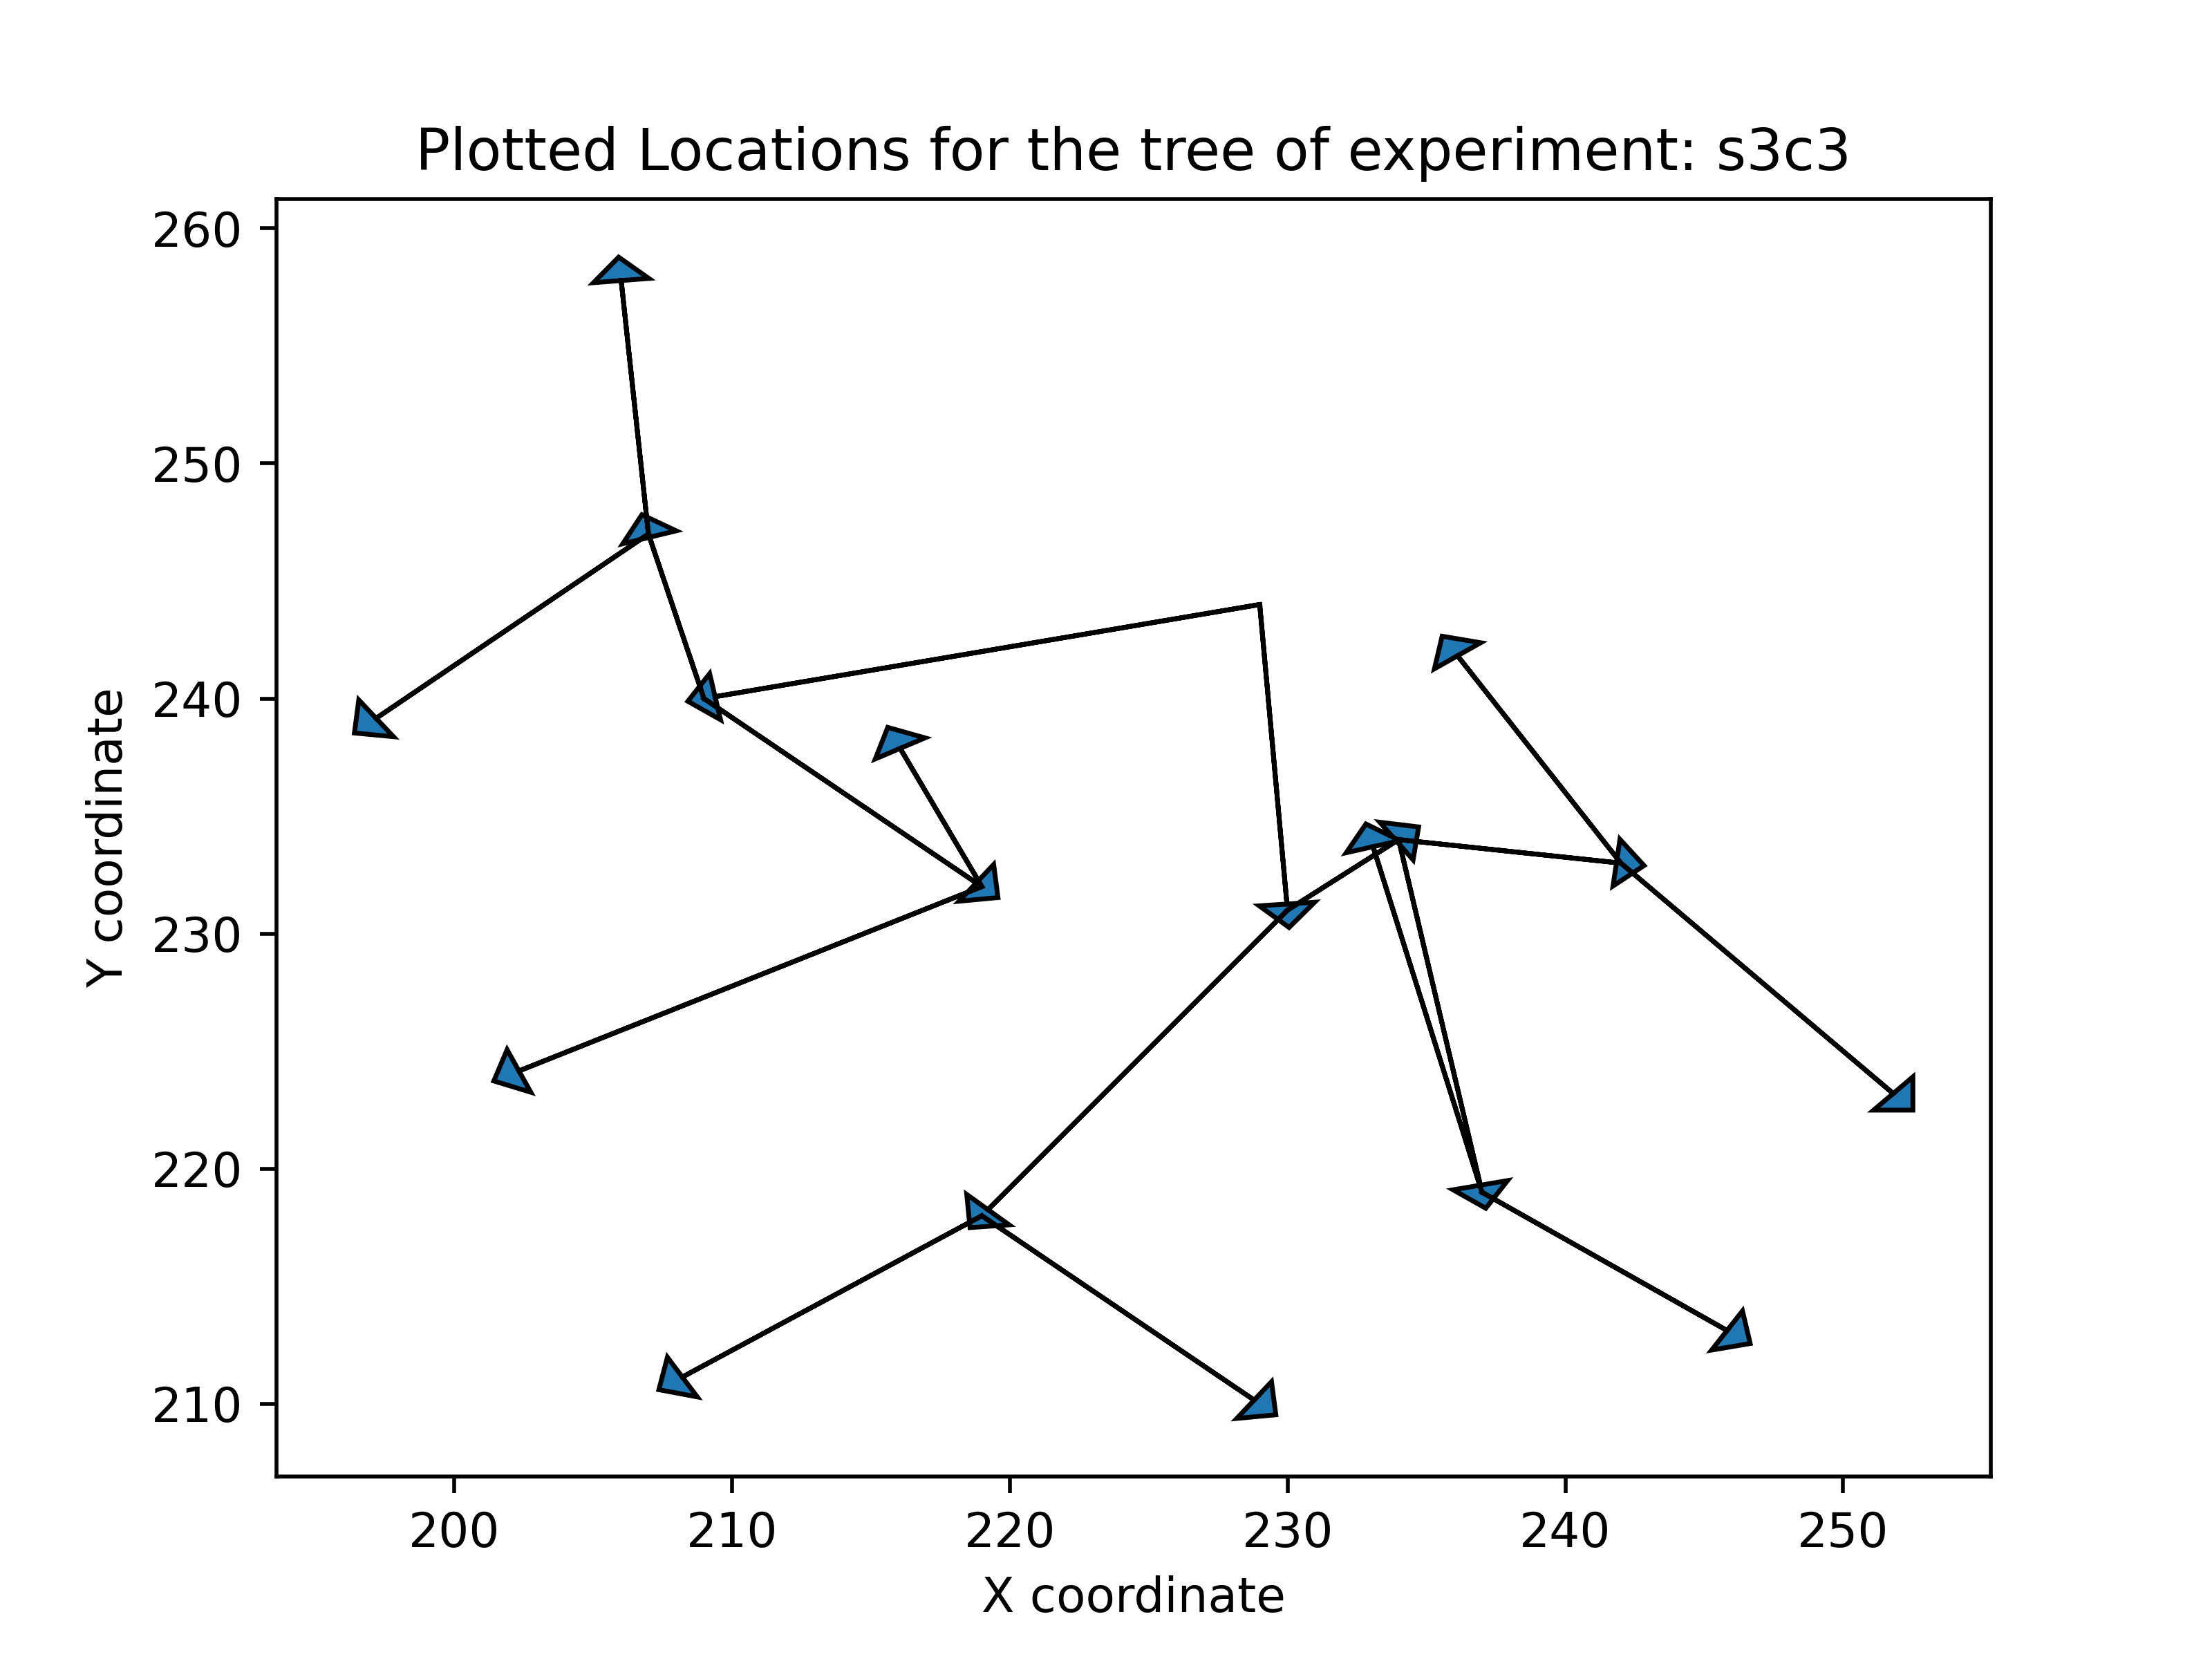 Plotted Locations for the tree of experiment: s3c3
260
250
240
230
220
210
Y coordinate
200 210 220 230 240 250
X coordinate